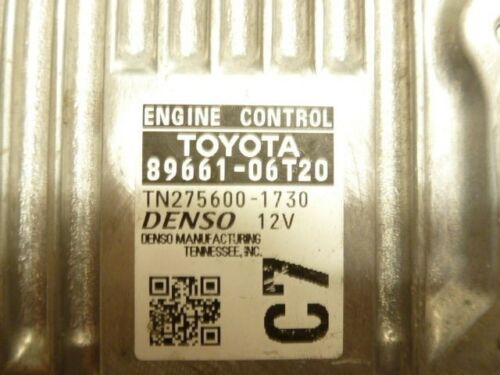 ENGINE CONTROL
TOYOTA
89661-06T20
TN275600-1730
DENSO 12V
DENSO MANUFACTURING
TENNESSEE, INC.
C7